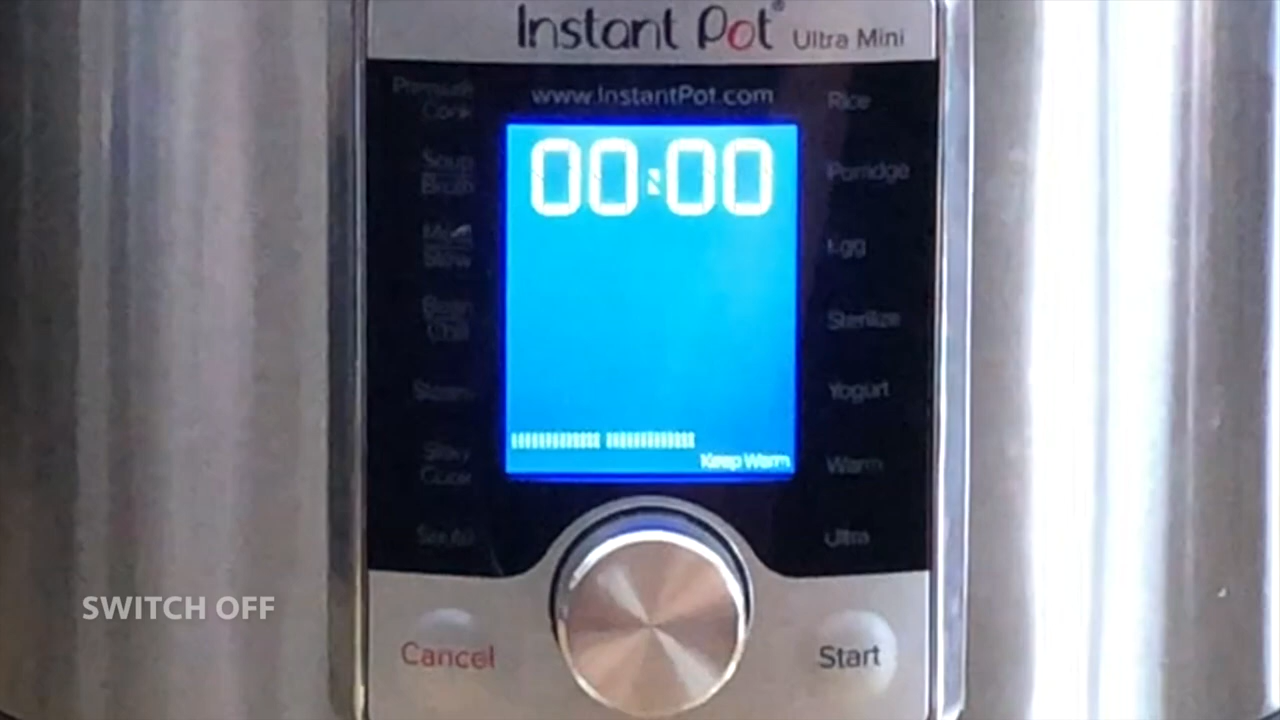 Instant Pot® Ultra Mini
www.InstantPot.com
Pressure
Cook
Soup
Broth
Meat
Stew
Bean
Chili
Steam
Slow
Cook
Sauté
00:00
Keep Warm
Rice
Porridge
Egg
Sterilize
Yogurt
Warm
Ultra
SWITCH OFF
Cancel
Start